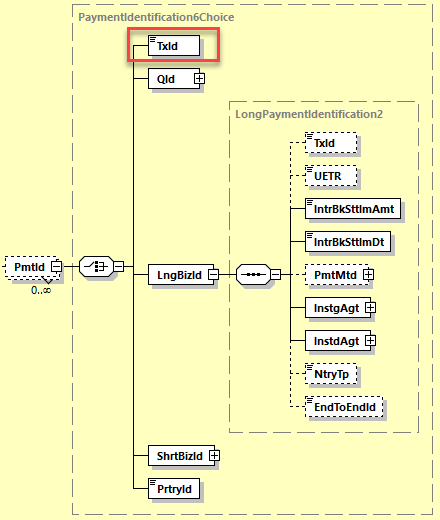 PaymentIdentification6Choice
TxId
QId
LongPaymentIdentification2
TxId
UETR
IntrBkSttlmAmt
IntrBkSttlmDt
PmtId
0..∞
LngBizId
PmtMtd
InstgAgt
InstdAgt
NtryTp
EndToEndId
ShrtBizId
PrtryId